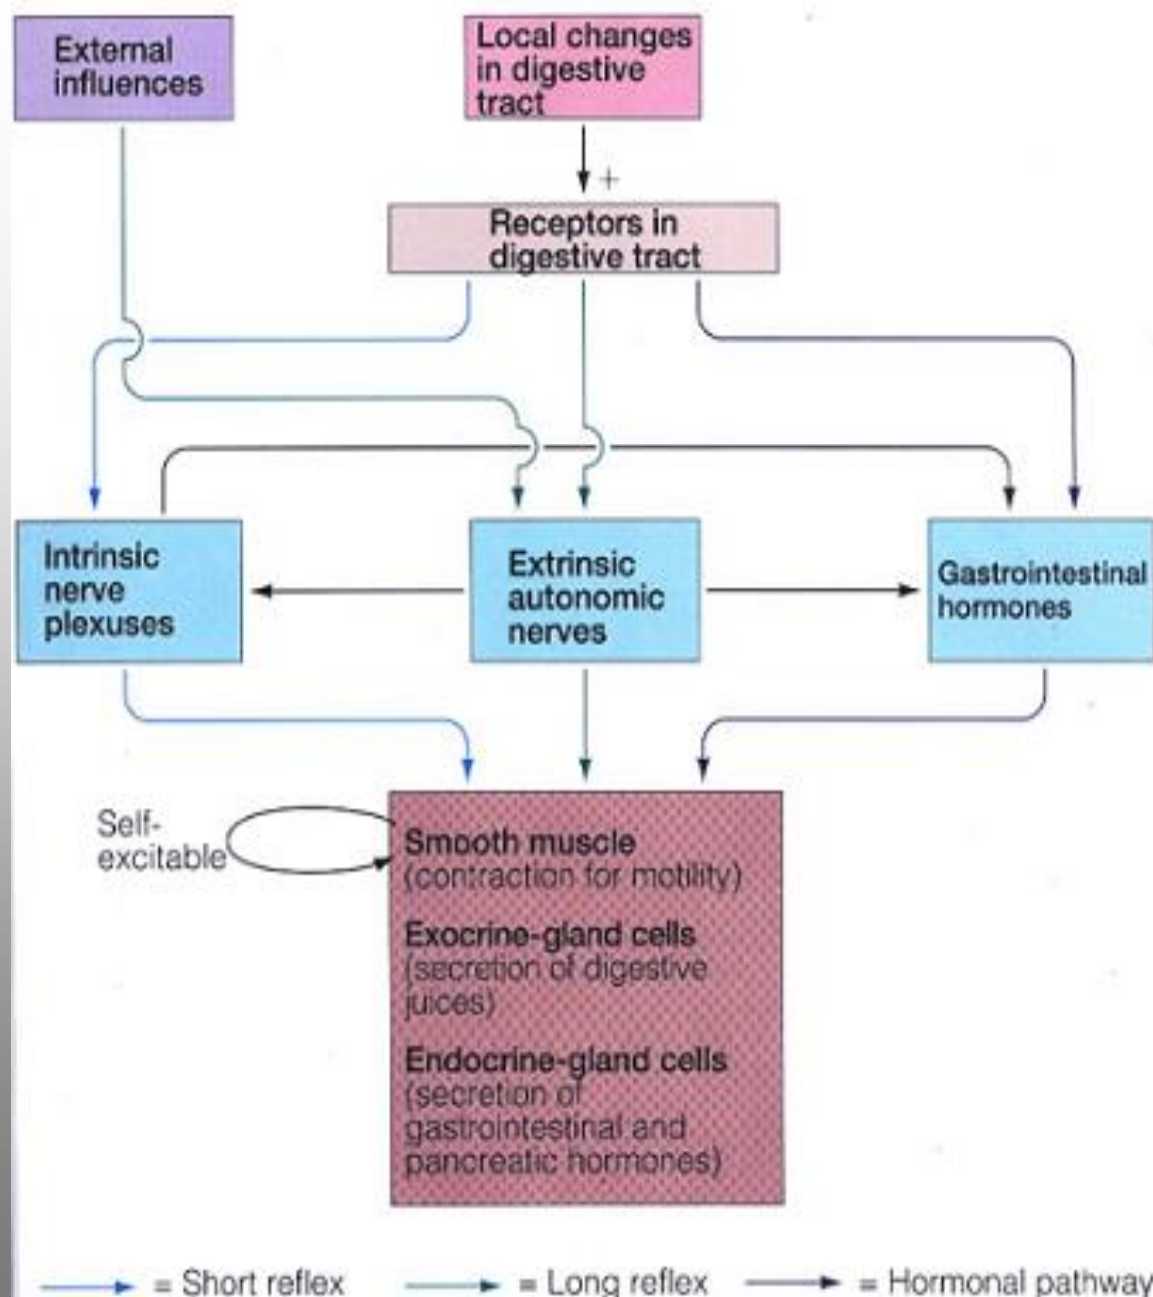 External
influences
Local changes
in digestive
tract
+
Receptors in
digestive tract
Intrinsic
nerve
plexuses
Extrinsic
autonomic
nerves
Gastrointestinal
hormones
Self-
excitable
Smooth muscle
(contraction for motility)
Exocrine-gland cells
(secretion of digestive
juices)
Endocrine-gland cells
(secretion of
gastrointestinal and
pancreatic hormones)
= Short reflex
= Long reflex
= Hormonal pathway